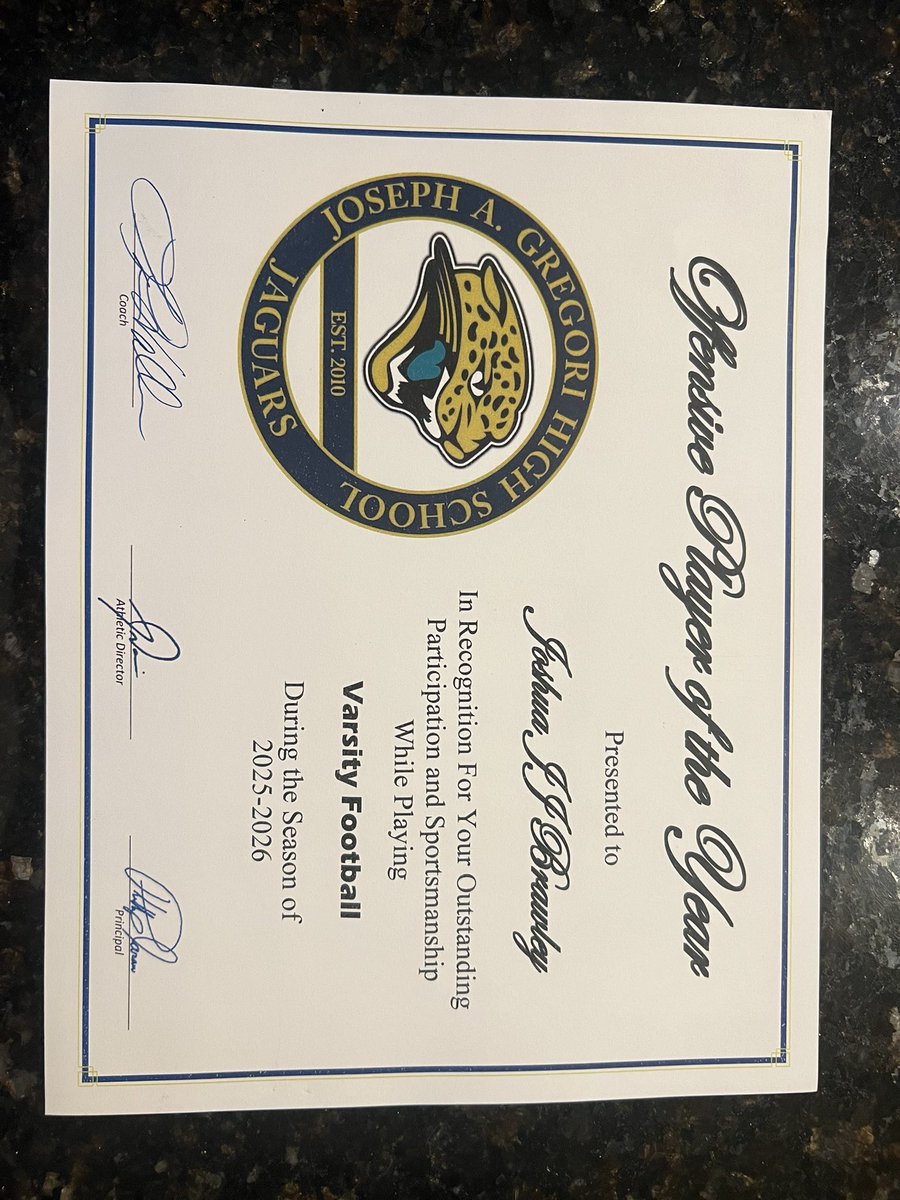 Offensive Player of the Year
JOSEPH A. GREGORI HIGH SCHOOL
EST. 2010
JAGUARS
Presented to
Joshua JJ Brawley
In Recognition For Your Outstanding
Participation and Sportsmanship
While Playing
Varsity Football
During the Season of
2025-2026
Coach
Athletic Director
Principal